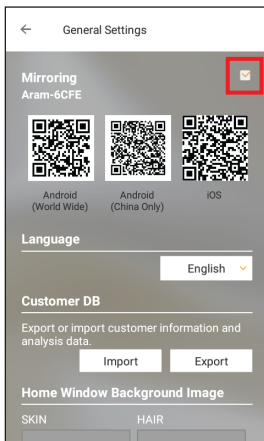 General Settings
Mirroring
Aram-6CFE
Android
(World Wide)
Android
(China Only)
iOS
Language
English
Customer DB
Export or import customer information and
analysis data.
Import
Export
Home Window Background Image
SKIN
HAIR